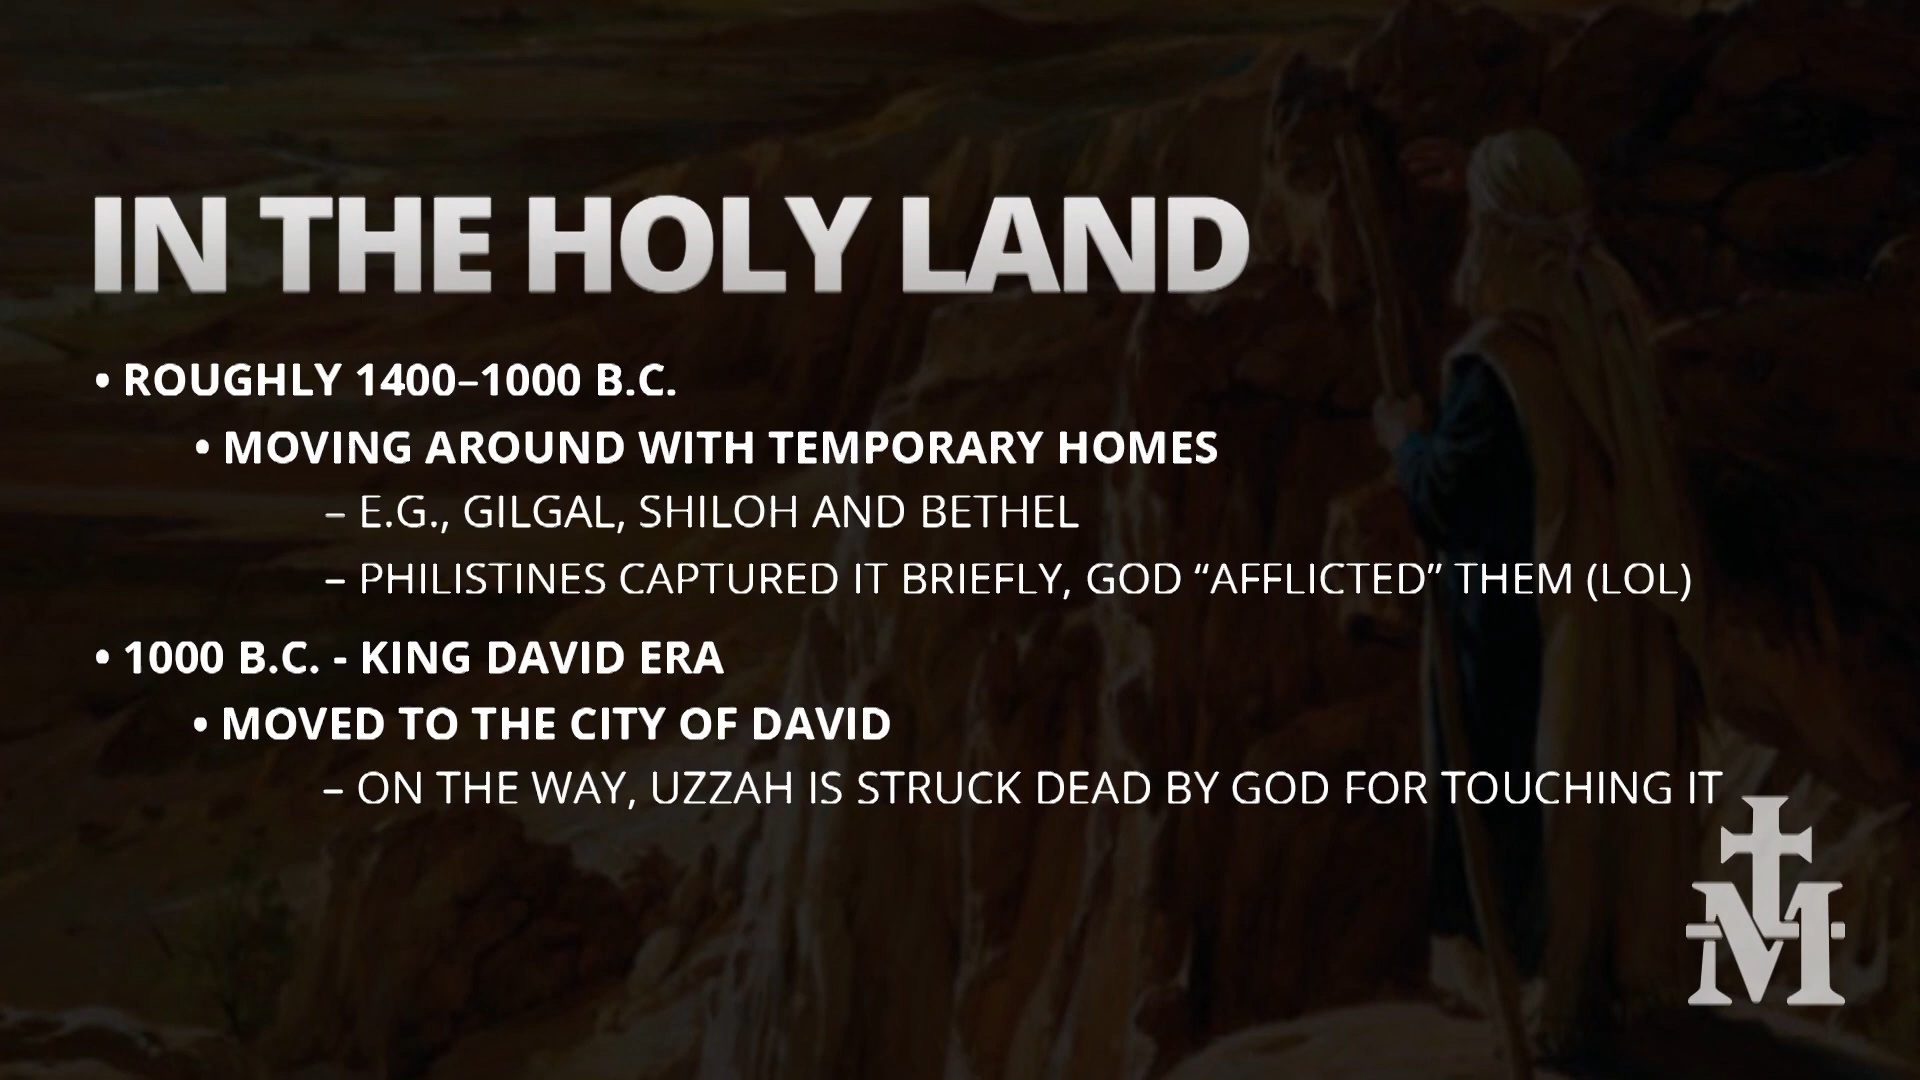 IN THE HOLY LAND
• ROUGHLY 1400–1000 B.C.
• MOVING AROUND WITH TEMPORARY HOMES
– E.G., GILGAL, SHILOH AND BETHEL
– PHILISTINES CAPTURED IT BRIEFLY, GOD “AFFLICTED” THEM (LOL)
• 1000 B.C. - KING DAVID ERA
• MOVED TO THE CITY OF DAVID
– ON THE WAY, UZZAH IS STRUCK DEAD BY GOD FOR TOUCHING IT
M